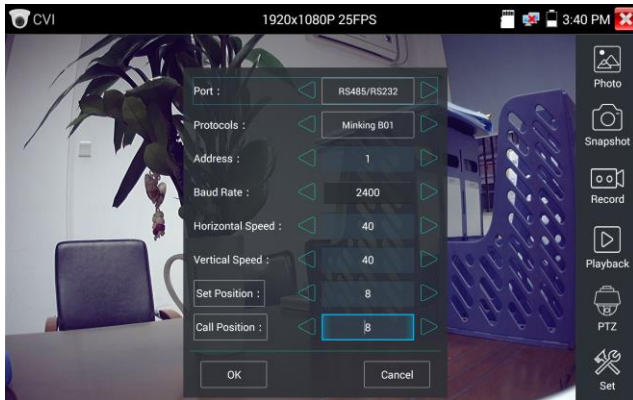 CVI 1920x1080P 25FPS 3:40 PM
Port : RS485/RS232
Protocols : Minking B01
Address : 1
Baud Rate : 2400
Horizontal Speed : 40
Vertical Speed : 40
Set Position : 8
Call Position : 8
OK Cancel
Photo
Snapshot
Record
Playback
PTZ
Set